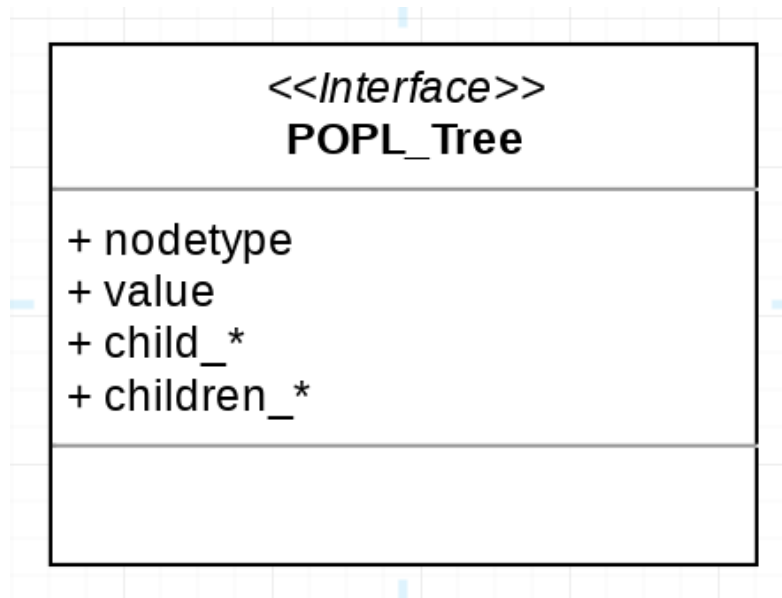 <<Interface>>
POPL_Tree
+ nodetype
+ value
+ child_*
+ children_*